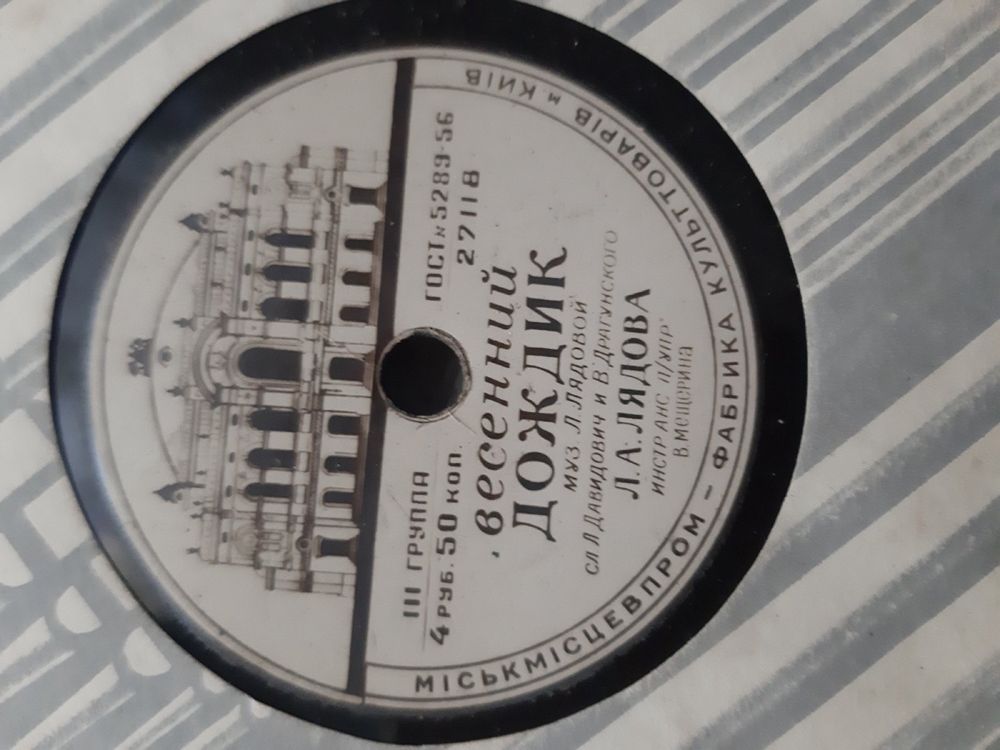 III ГРУППА
4 РУБ. 50 КОП.
ГОСТ N 5289-56
27118
весенний
ДОЖДИК
МУЗ Л ЛЯДОВОЙ
СЛ Л ДАВИДОВИЧ И В ДРАГУНСКОГО
Л.А.ЛЯДОВА
ИНСТР АНС П/УПР
В МЕЩЕРИНА
МІСЬКМІСЦЕВПРОМ – ФАБРИКА КУЛЬТТОВАРІВ м КИІВ